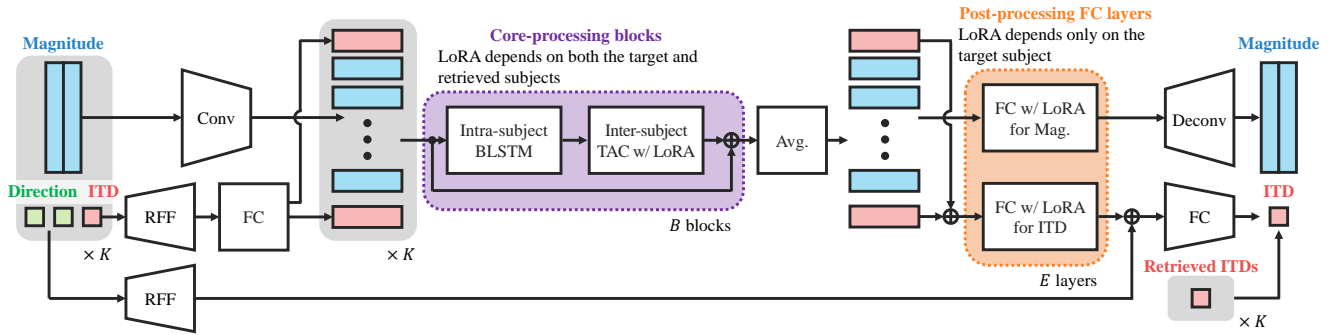 Magnitude
Conv
Direction
ITD
RFF
FC
× K
RFF
× K
Core-processing blocks
LoRA depends on both the target and
retrieved subjects
Intra-subject
BLSTM
Inter-subject
TAC w/ LoRA
B blocks
Avg.
Post-processing FC layers
LoRA depends only on the
target subject
FC w/ LoRA
for Mag.
FC w/ LoRA
for ITD
E layers
Magnitude
Deconv
FC
ITD
Retrieved ITDs
× K